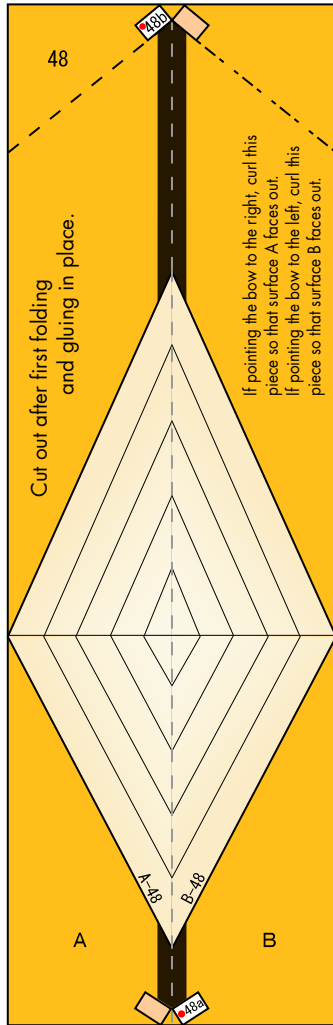 48b
48
If pointing the bow to the right, curl this
piece so that surface A faces out.
If pointing the bow to the left, curl this
piece so that surface B faces out.
Cut out after first folding
and gluing in place.
A-48
B-48
A
B
48a